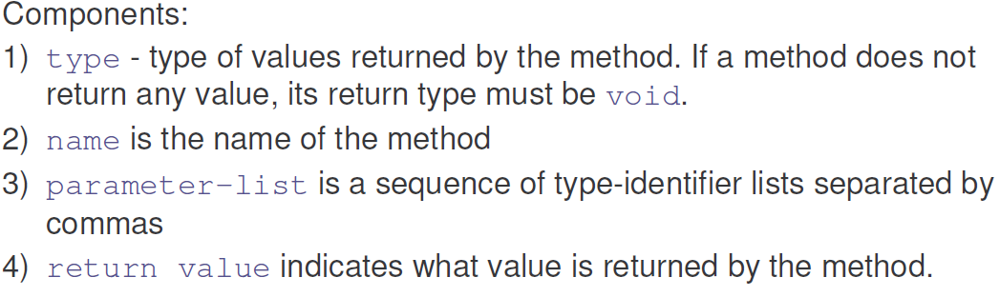 Components:
1) type - type of values returned by the method. If a method does not
return any value, its return type must be void.
2) name is the name of the method
3) parameter-list is a sequence of type-identifier lists separated by
commas
4) return value indicates what value is returned by the method.